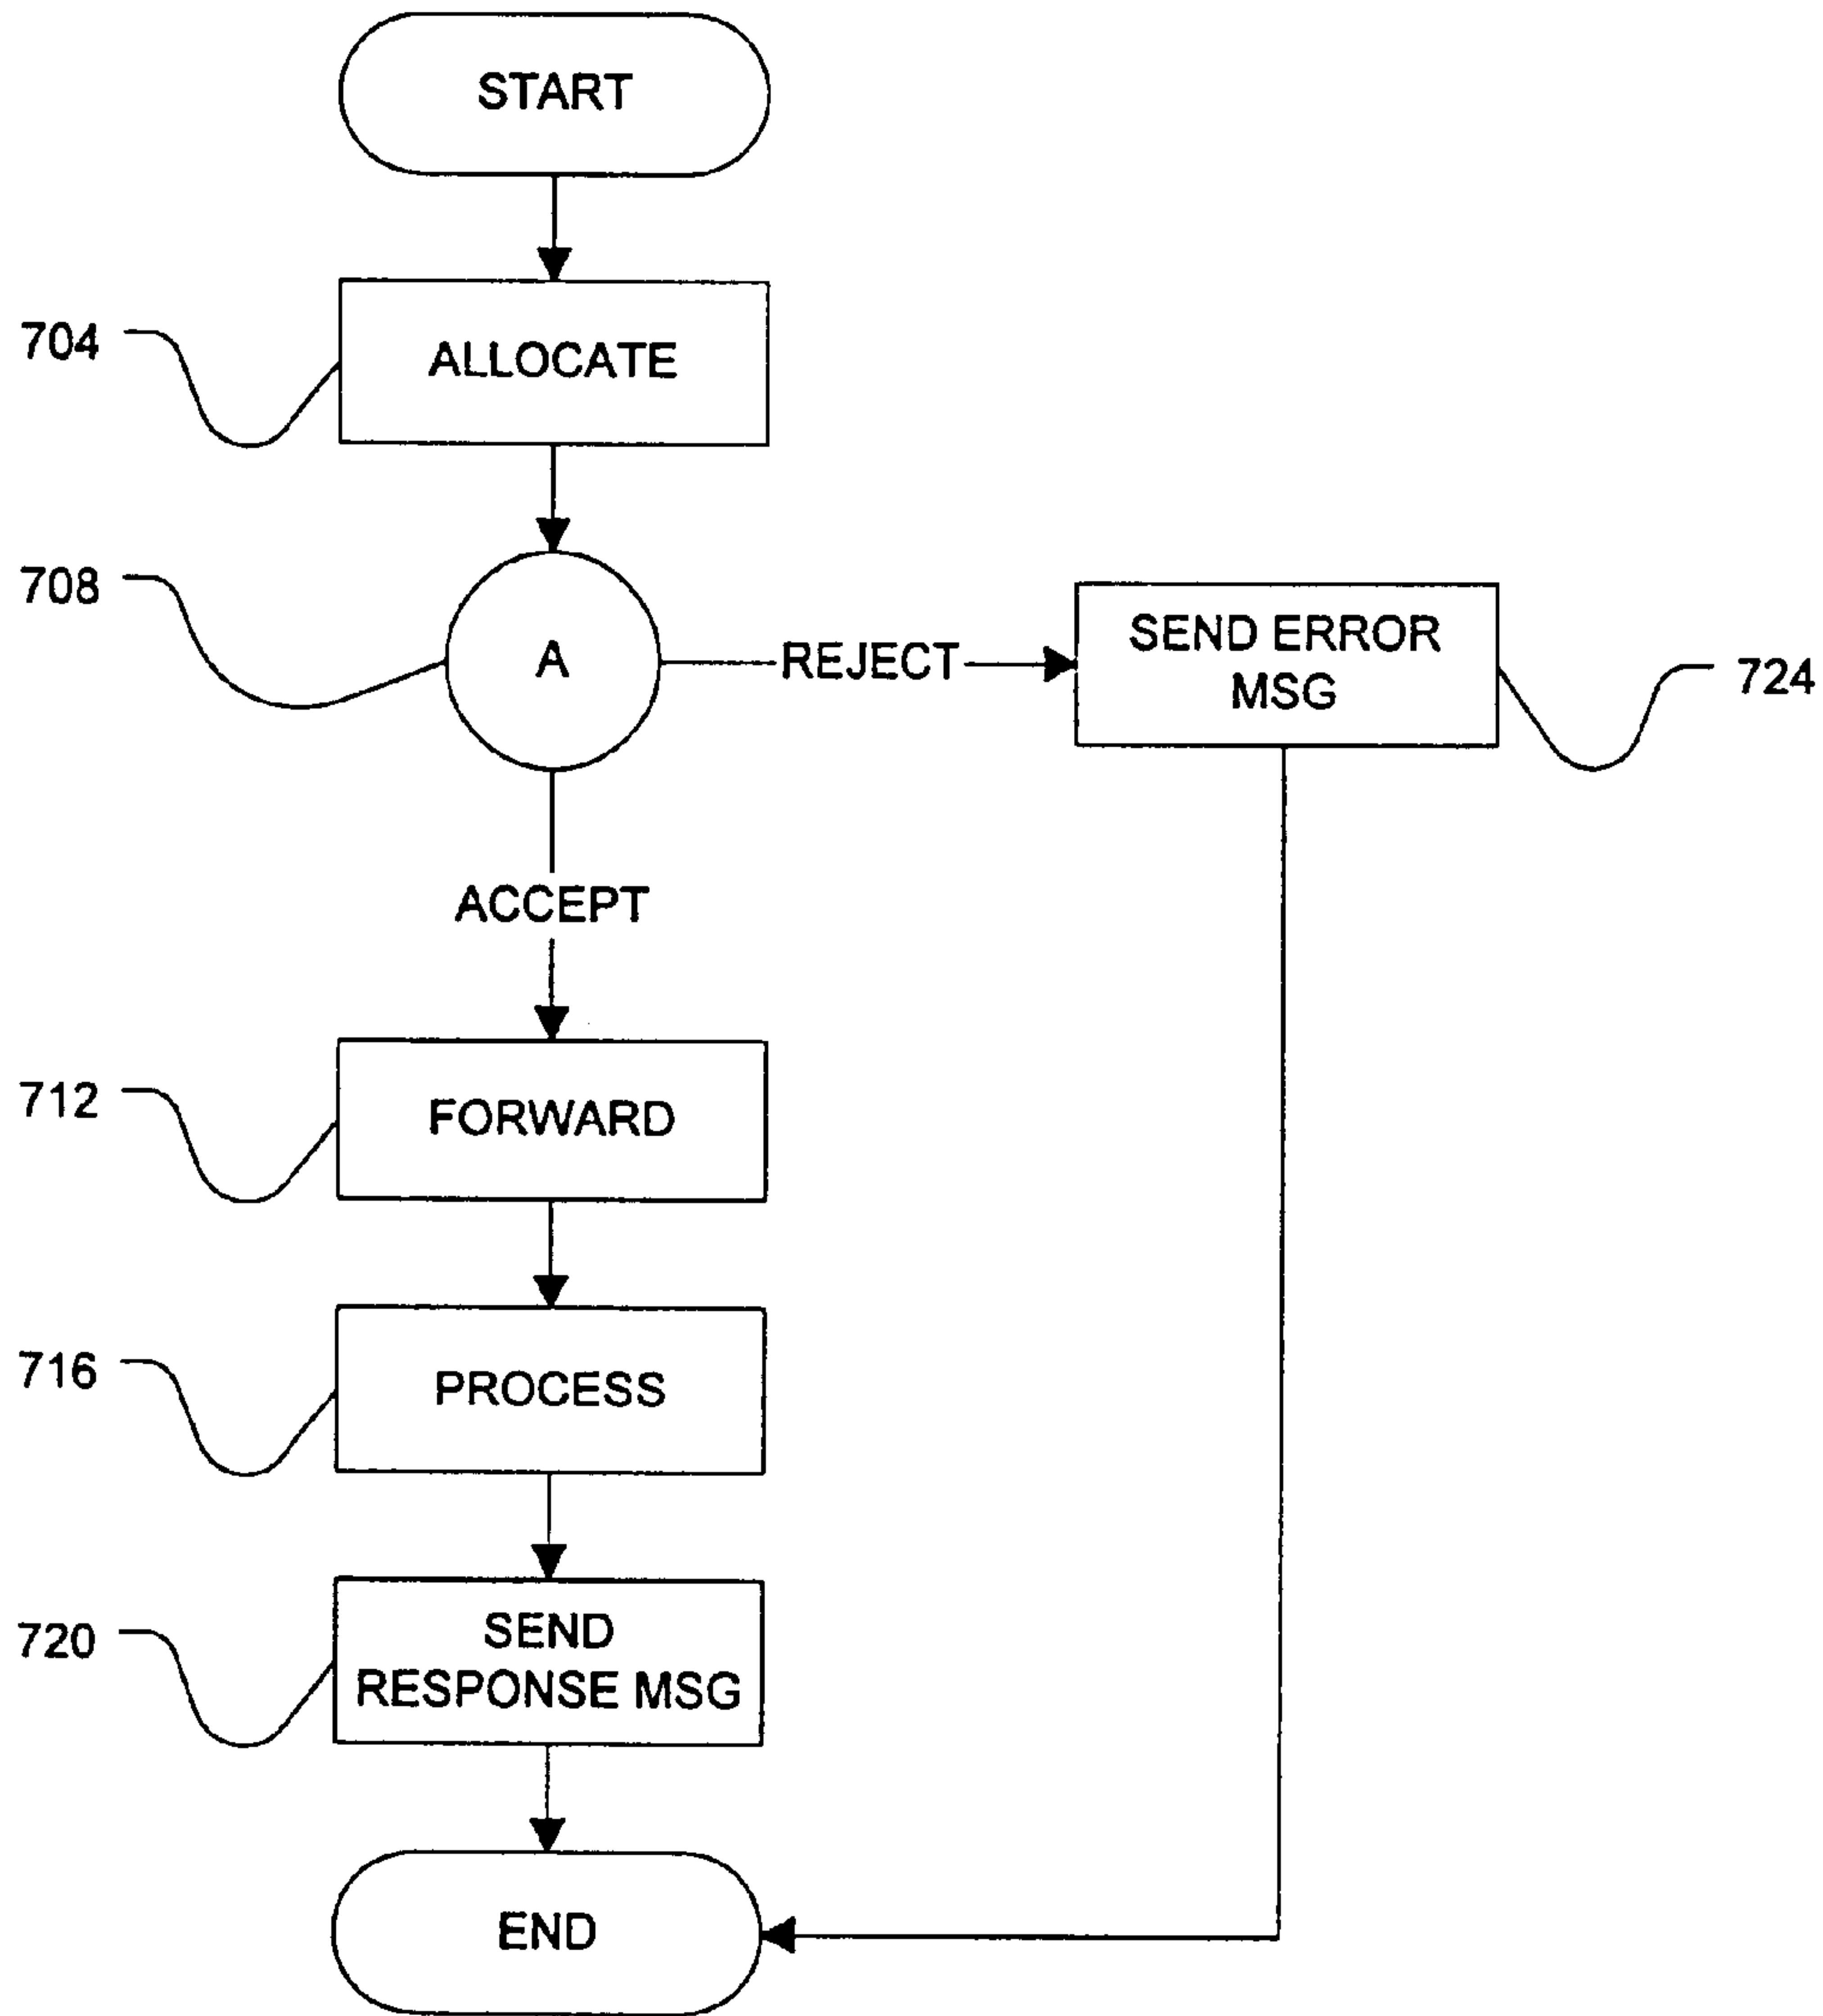 START
704
ALLOCATE
708
A
REJECT
SEND ERROR
MSG
724
ACCEPT
712
FORWARD
716
PROCESS
720
SEND
RESPONSE MSG
END